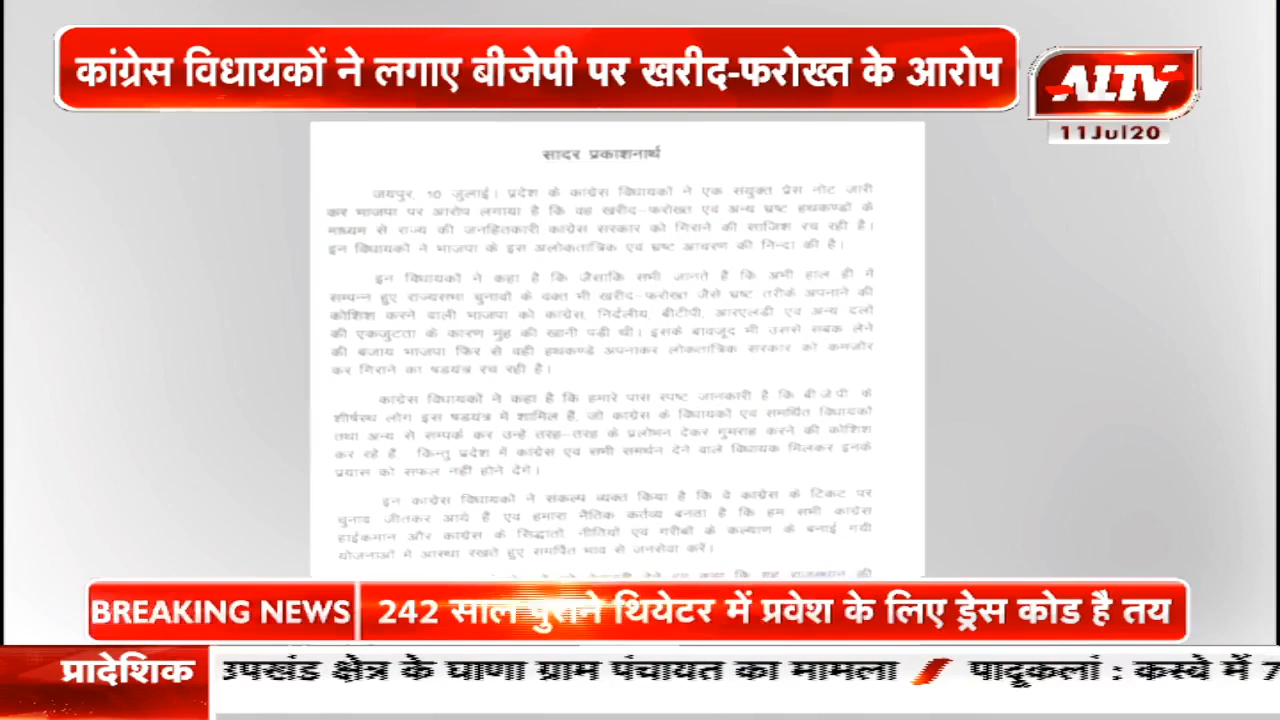 कांग्रेस विधायकों ने लगाए बीजेपी पर खरीद-फरोख्त के आरोप
ALTV
11Jul20
सादर प्रकाशनार्थ
जयपुर, 10 जुलाई। प्रदेश के कांग्रेस विधायकों ने एक संयुक्त प्रेस नोट जारी
कर भाजपा पर आरोप लगाया है कि वह खरीद–फरोख्त एवं अन्य भ्रष्ट हथकण्डों के
माध्यम से राज्य की जनहितकारी कांग्रेस सरकार को गिराने की साजिश रच रही है।
इन विधायकों ने भाजपा के इस अलोकतांत्रिक एवं भ्रष्ट आचरण की निन्दा की है।
इन विधायकों ने कहा है कि जैसाकि सभी जानते है कि अभी हाल ही में
सम्पन्न हुए राज्यसभा चुनावों के वक्त भी खरीद–फरोख्त जैसे भ्रष्ट तरीके अपनाने की
कोशिश करने वाली भाजपा को कांग्रेस, निर्दलीय, बीटीपी, आरएलडी एवं अन्य दलों
की एकजुटता के कारण मुंह की खानी पड़ी थी। इसके बावजूद भी उससे सबक लेने
की बजाय भाजपा फिर से वही हथकण्डे अपनाकर लोकतांत्रिक सरकार को कमजोर
कर गिराने का षडयंत्र रच रही है।
कांग्रेस विधायकों ने कहा है कि हमारे पास स्पष्ट जानकारी है कि बी.जे.पी. के
शीर्षस्थ लोग इस षडयंत्र में शामिल हैं, जो कांग्रेस के विधायकों एवं समर्थित विधायकों
तथा अन्य से सम्पर्क कर उन्हें तरह–तरह के प्रलोभन देकर गुमराह करने की कोशिश
कर रहे हैं किन्तु प्रदेश में कांग्रेस एवं सभी समर्थन देने वाले विधायक मिलकर इनके
प्रयास को सफल नहीं होने देंगे।
इन कांग्रेस विधायकों ने संकल्प व्यक्त किया है कि वे कांग्रेस के टिकट पर
चुनाव जीतकर आये हैं एवं हमारा नैतिक कर्तव्य बनता है कि हम सभी कांग्रेस
हाईकमान और कांग्रेस के सिद्धातों, नीतियों एवं गरीबों के कल्याण के बनाई गयी
योजनाओं में आस्था रखते हुए समर्पित भाव से जनसेवा करें।
BREAKING NEWS 242 साल पुराने थियेटर में प्रवेश के लिए ड्रेस कोड है तय
प्रादेशिक उपखंड क्षेत्र के घाणा ग्राम पंचायत का मामला पादूकलां : कस्बे में 7